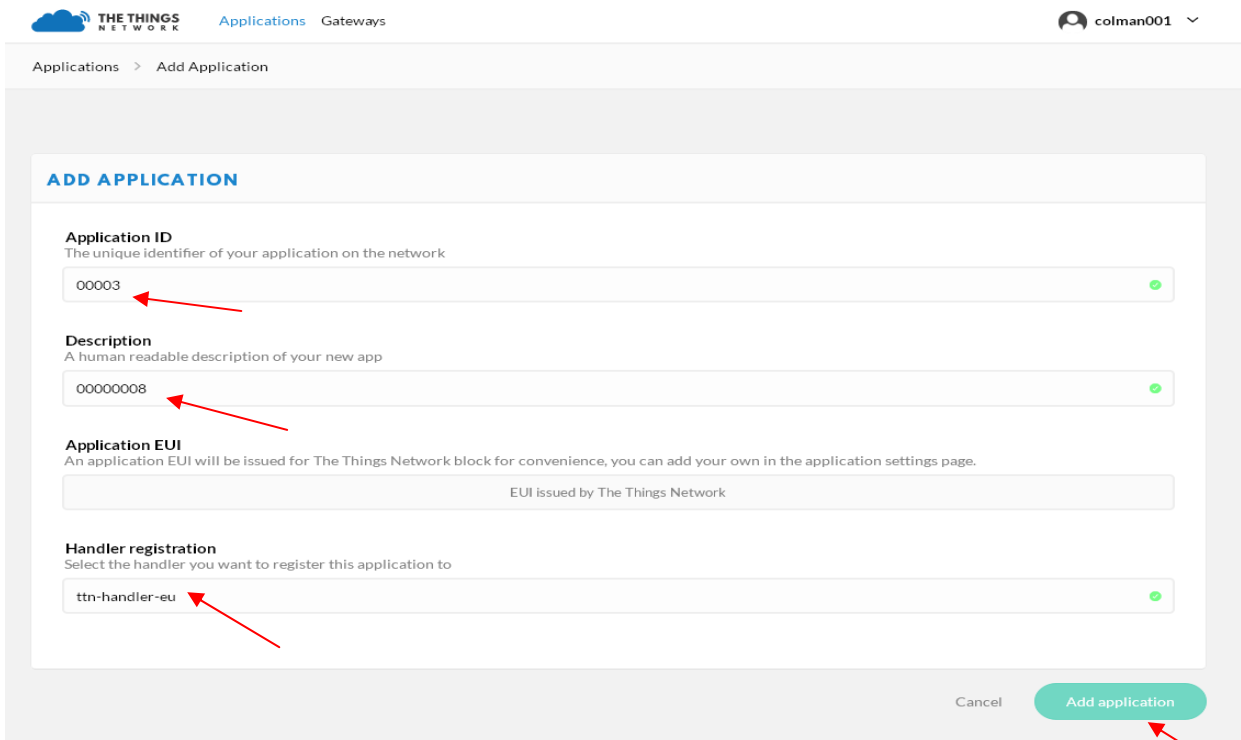 THE THINGS
NETWORK
Applications Gateways
colman001
Applications > Add Application
ADD APPLICATION
Application ID
The unique identifier of your application on the network
00003
Description
A human readable description of your new app
00000008
Application EUI
An application EUI will be issued for The Things Network block for convenience, you can add your own in the application settings page.
EUI issued by The Things Network
Handler registration
Select the handler you want to register this application to
ttn-handler-eu
Cancel Add application